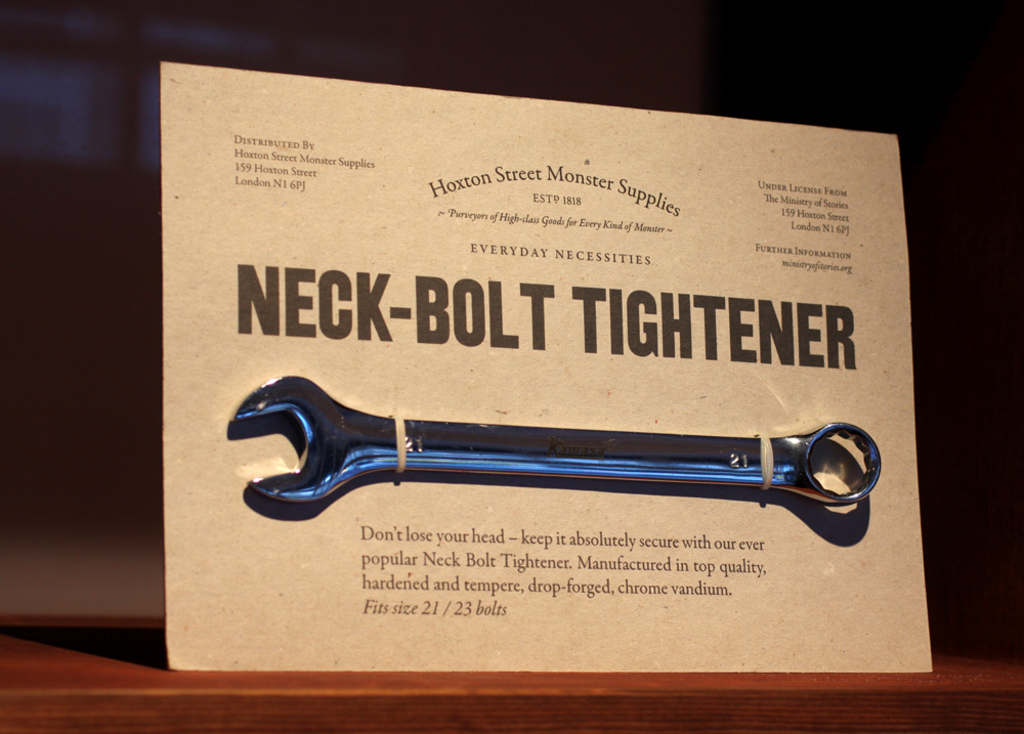 DISTRIBUTED BY
Hoxton Street Monster Supplies
159 Hoxton Street
London N1 6PJ
Hoxton Street Monster Supplies
ESTD 1818
~ Purveyors of High-class Goods for Every Kind of Monster ~
EVERYDAY NECESSITIES
UNDER LICENSE FROM
The Ministry of Stories
159 Hoxton Street
London N1 6PJ
FURTHER INFORMATION
ministryofstories.org
NECK-BOLT TIGHTENER
21
21
Don't lose your head – keep it absolutely secure with our ever
popular Neck Bolt Tightener. Manufactured in top quality,
hardened and tempere, drop-forged, chrome vandium.
Fits size 21 / 23 bolts